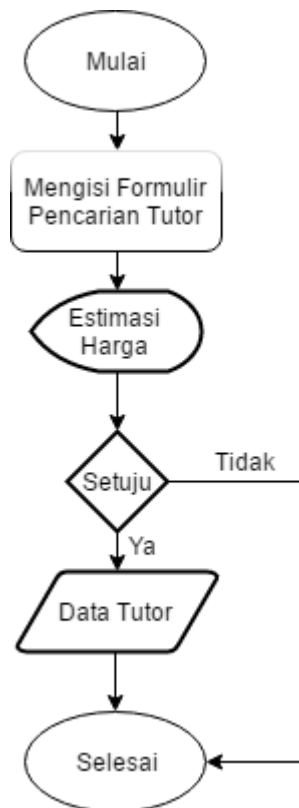 Mulai
Mengisi Formulir
Pencarian Tutor
Estimasi
Harga
Setuju
Tidak
Ya
Data Tutor
Selesai